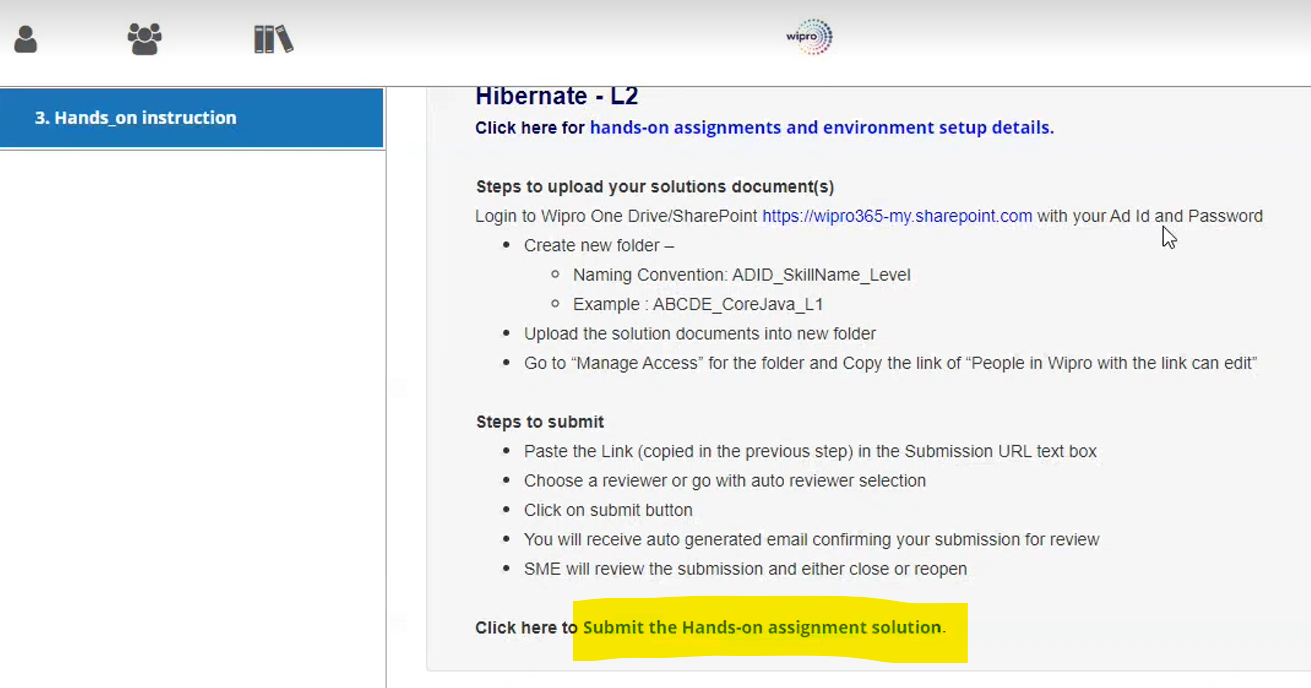 wipro
3. Hands_on instruction
Hibernate - L2
Click here for hands-on assignments and environment setup details.
Steps to upload your solutions document(s)
Login to Wipro One Drive/SharePoint https://wipro365-my.sharepoint.com with your Ad Id and Password
Create new folder –
Naming Convention: ADID_SkillName_Level
Example : ABCDE_CoreJava_L1
Upload the solution documents into new folder
Go to “Manage Access” for the folder and Copy the link of “People in Wipro with the link can edit”
Steps to submit
Paste the Link (copied in the previous step) in the Submission URL text box
Choose a reviewer or go with auto reviewer selection
Click on submit button
You will receive auto generated email confirming your submission for review
SME will review the submission and either close or reopen
Click here to Submit the Hands-on assignment solution.